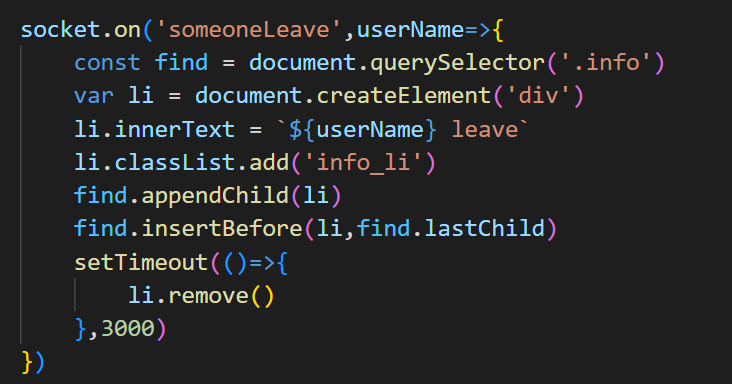 socket.on('someoneLeave',userName=>{
    const find = document.querySelector('.info')
    var li = document.createElement('div')
    li.innerText = `${userName} leave`
    li.classList.add('info_li')
    find.appendChild(li)
    find.insertBefore(li,find.lastChild)
    setTimeout(()=>{
        li.remove()
    },3000)
})